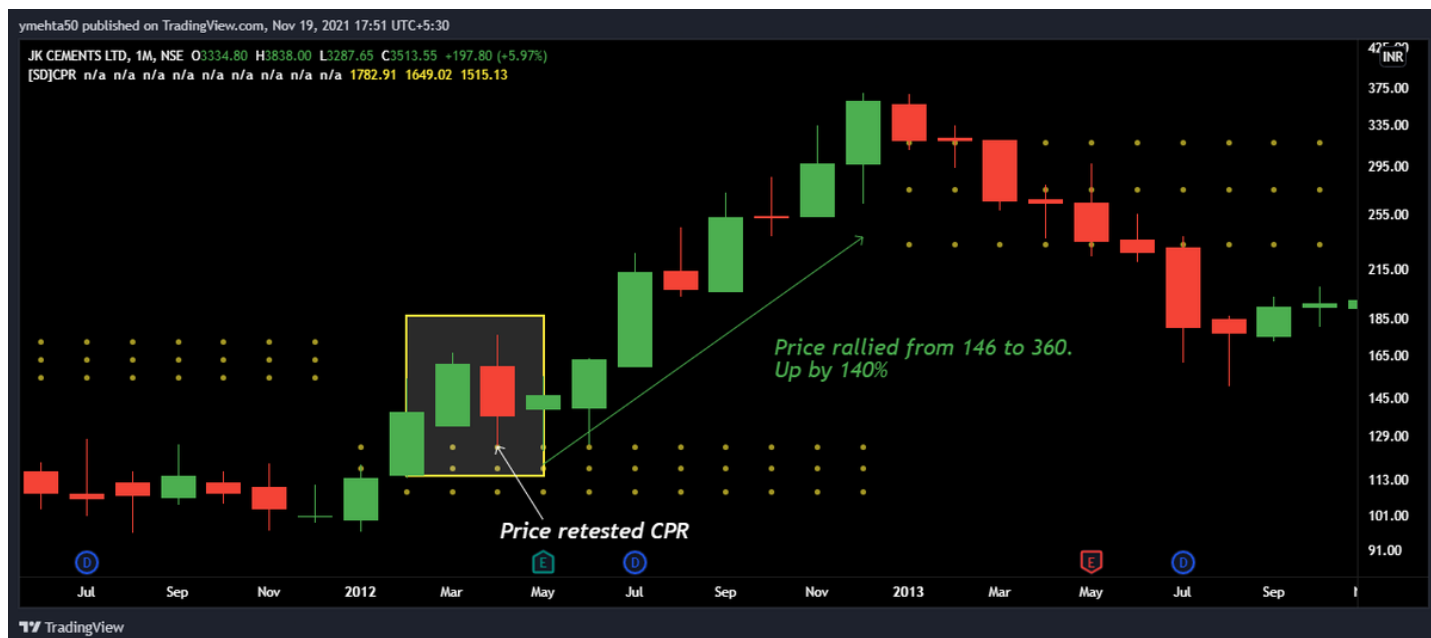 ymehta50 published on TradingView.com, Nov 19, 2021 17:51 UTC+5:30
JK CEMENTS LTD, 1M, NSE O3334.80 H3838.00 L3287.65 C3513.55 +197.80 (+5.97%)
[SD]CPR n/a n/a n/a n/a n/a n/a n/a n/a n/a 1782.91 1649.02 1515.13
INR
375.00
335.00
295.00
255.00
215.00
185.00
165.00
145.00
129.00
113.00
101.00
91.00
Price rallied from 146 to 360.
Up by 140%
Price retested CPR
D E D E D
Jul Sep Nov 2012 Mar May Jul Sep Nov 2013 Mar May Jul Sep
TradingView